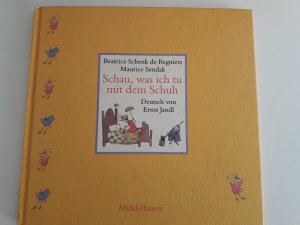 Beatrice Schenk de Regniers
Maurice Sendak
Schau, was ich tu
mit dem Schuh
Deutsch von
Ernst Jandl
Middelhauve